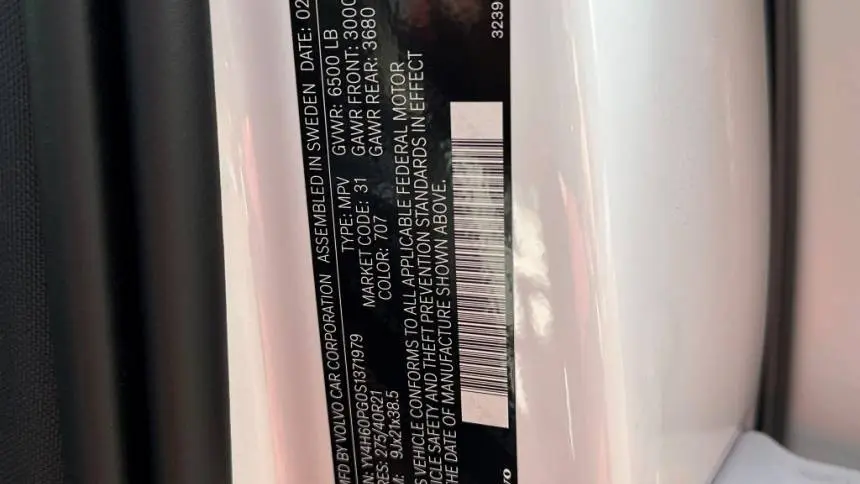 MFD BY VOLVO CAR CORPORATION ASSEMBLED IN SWEDEN DATE: 02
N: YV4H60PG0S1371979 TYPE: MPV GVWR: 6500 LB
RES: 275/40R21 MARKET CODE: 31 GAWR FRONT: 3000
M: 9Jx21x38.5 COLOR: 707 GAWR REAR: 3680
S VEHICLE CONFORMS TO ALL APPLICABLE FEDERAL MOTOR
ICLE SAFETY AND THEFT PREVENTION STANDARDS IN EFFECT
THE DATE OF MANUFACTURE SHOWN ABOVE.
3239